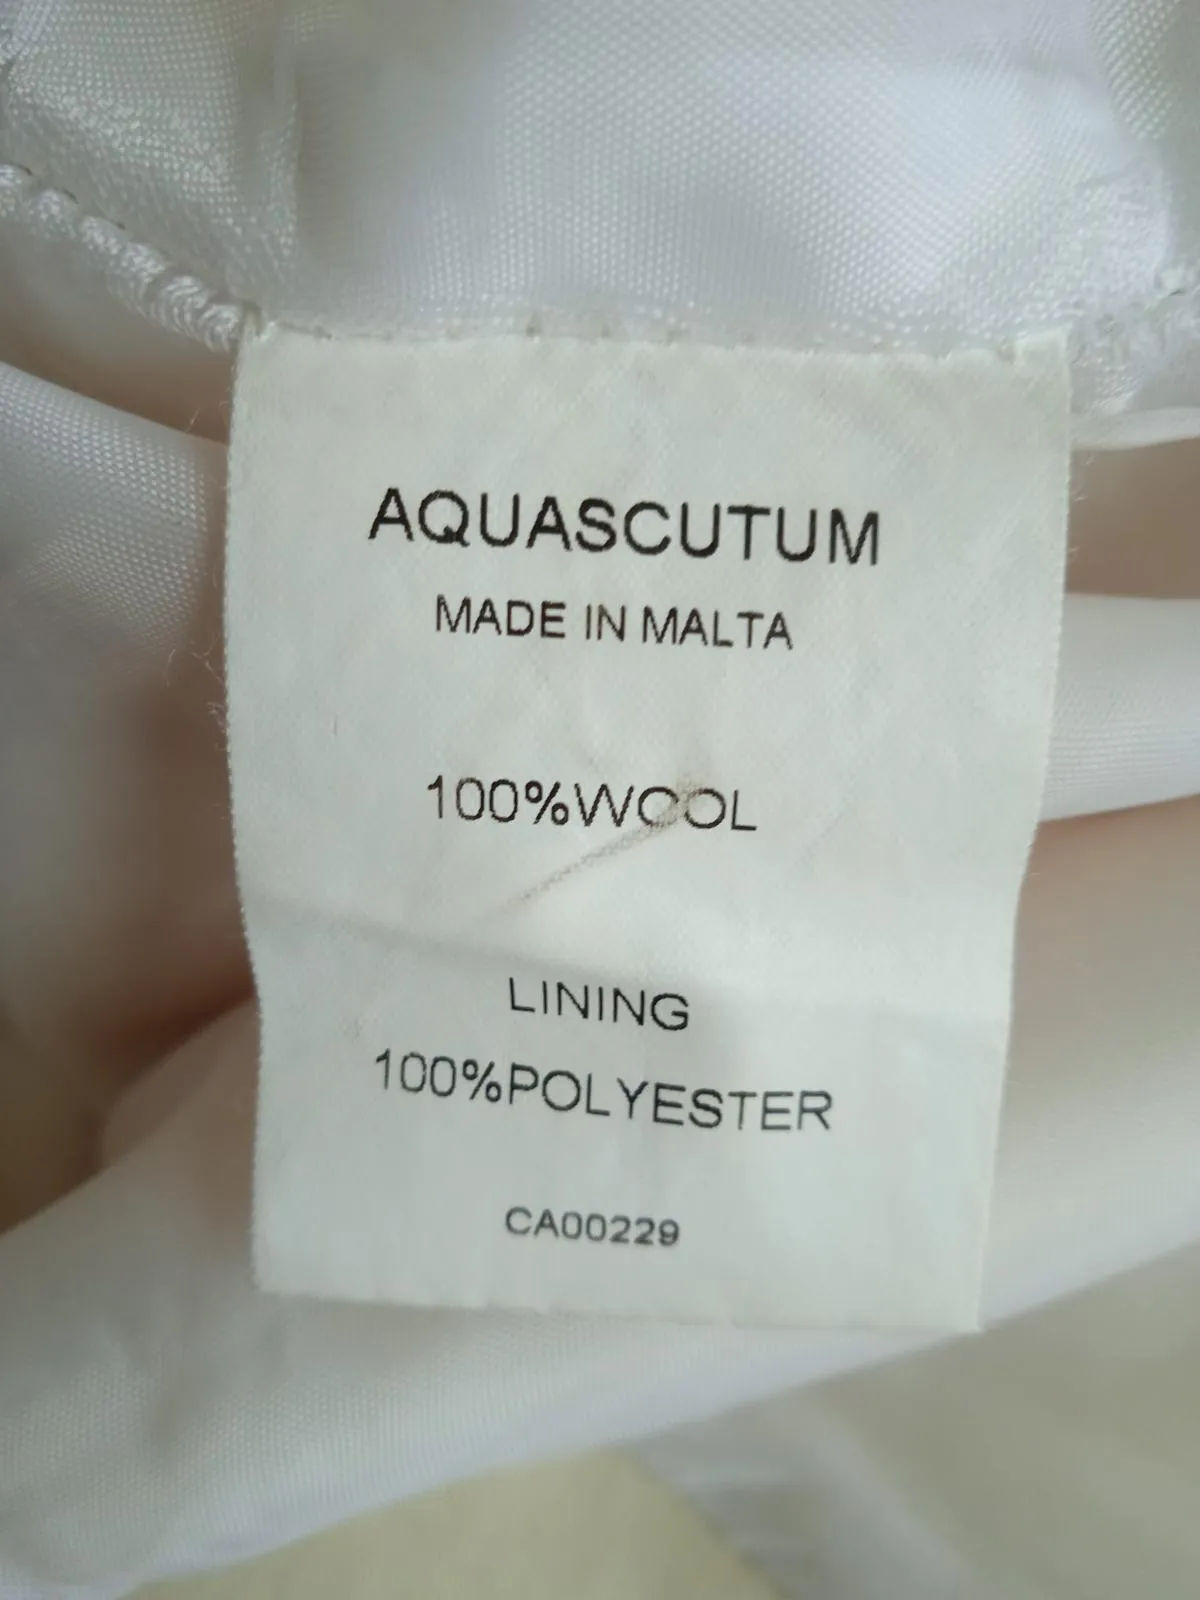 AQUASCUTUM
MADE IN MALTA
100%WOOL
LINING
100%POLYESTER
CA00229